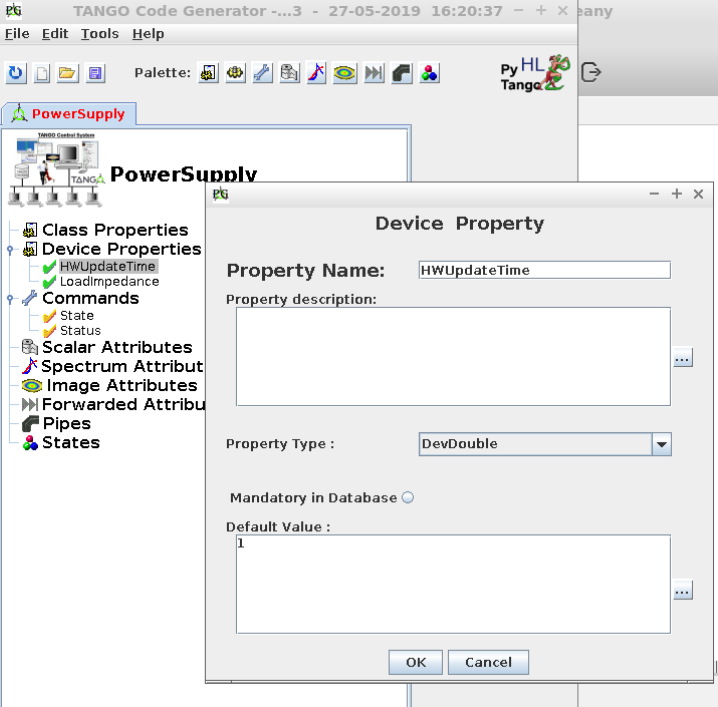 TANGO Code Generator -...3 - 27-05-2019 16:20:37
eany
File Edit Tools Help
Palette:
Py HL
Tango
PowerSupply
TANGO Control System
TANGO
PowerSupply
Class Properties
Device Properties
HWUpdateTime
LoadImpedance
Commands
State
Status
Scalar Attributes
Spectrum Attribut
Image Attributes
Forwarded Attribu
Pipes
States
PG
Device Property
Property Name: HWUpdateTime
Property description:
...
Property Type : DevDouble
Mandatory in Database
Default Value :
1
...
OK Cancel